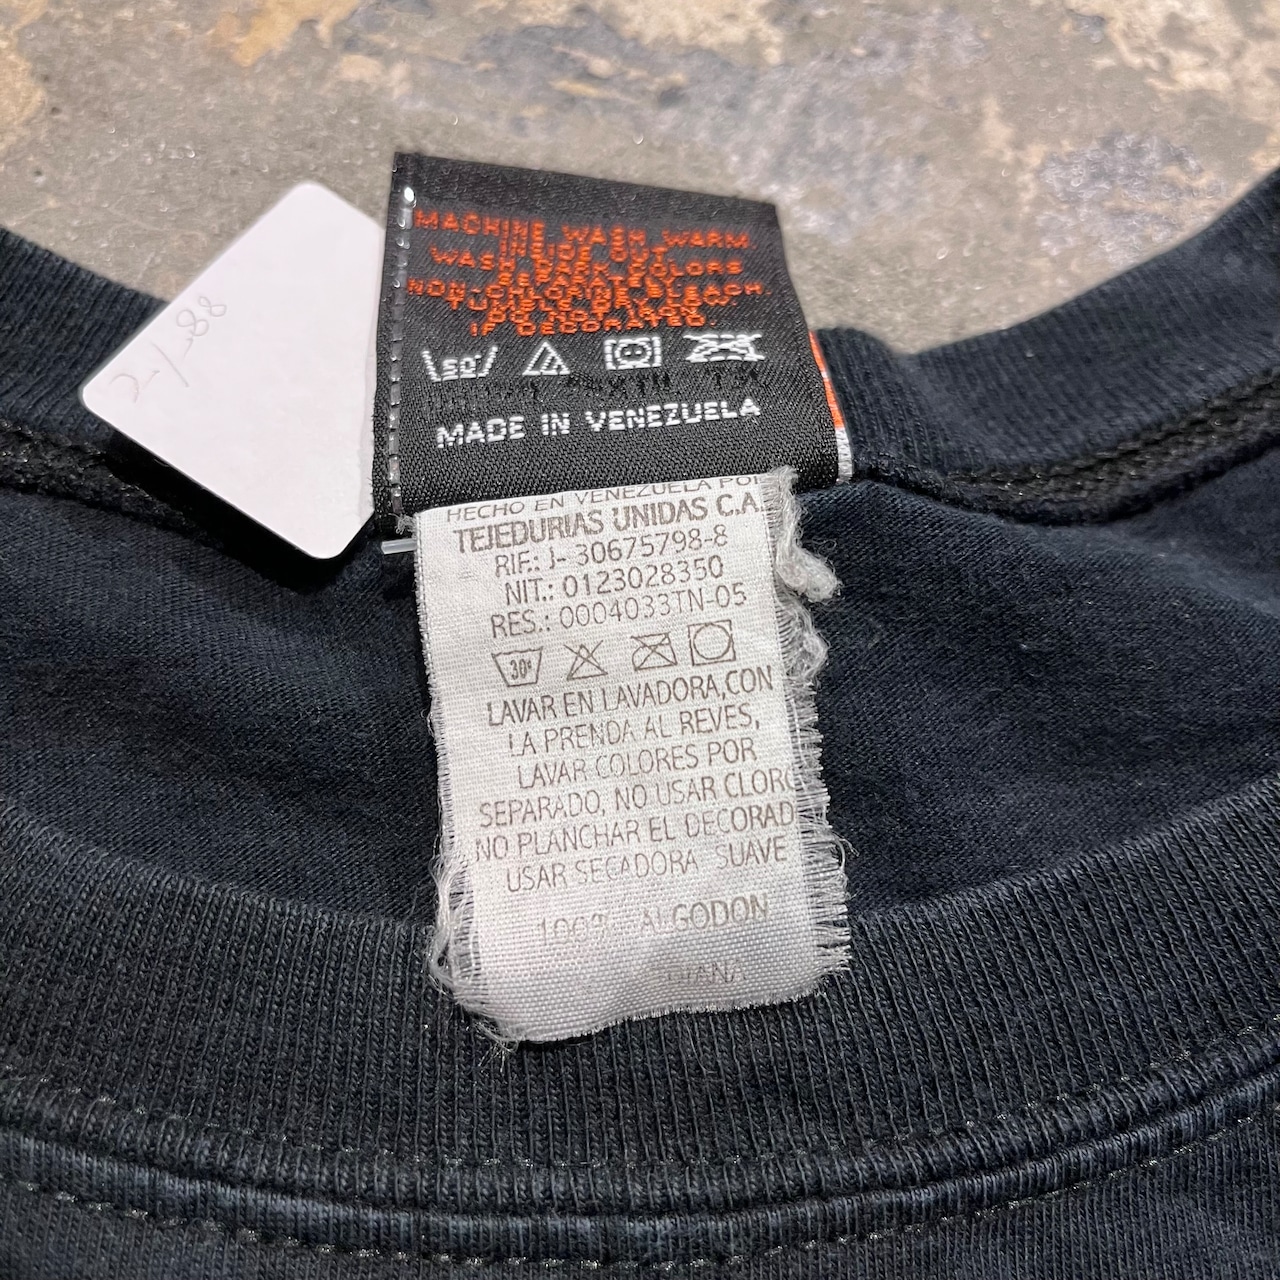 MACHINE WASH WARM
INSIDE OUT
WASH DARK COLORS
SEPARATELY
NON-CHLORINE BLEACH
TUMBLE DRY LOW
DO NOT IRON
IF DECORATED
50°
MADE IN VENEZUELA
HECHO EN VENEZUELA POR
TEJEDURIAS UNIDAS C.A.
RIF.: J- 30675798-8
NIT.: 0123028350
RES.: 0004033TN-05
30°
LAVAR EN LAVADORA,CON
LA PRENDA AL REVES,
LAVAR COLORES POR
SEPARADO, NO USAR CLORO
NO PLANCHAR EL DECORAD
USAR SECADORA SUAVE
100% ALGODON